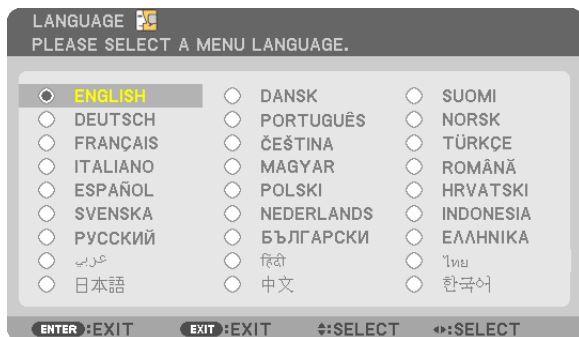 LANGUAGE
PLEASE SELECT A MENU LANGUAGE.
ENGLISH DANSK SUOMI
DEUTSCH PORTUGUÊS NORSK
FRANÇAIS ČEŠTINA TÜRKÇE
ITALIANO MAGYAR ROMÂNĂ
ESPAÑOL POLSKI HRVATSKI
SVENSKA NEDERLANDS INDONESIA
РУССКИЙ БЪЛГАРСКИ ΕΛΛΗΝΙΚΑ
عربي हिंदी ไทย
日本語 中文 한국어
ENTER:EXIT EXIT:EXIT :SELECT :SELECT